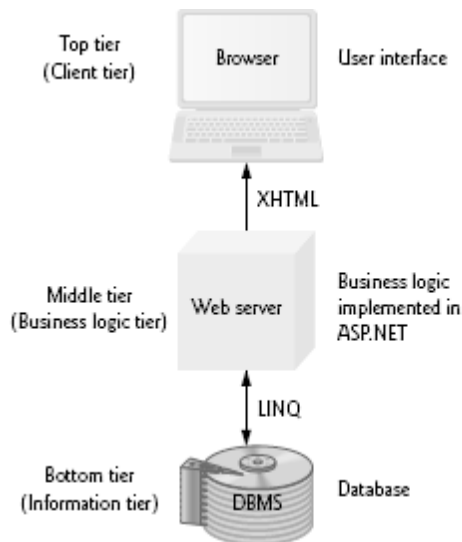 Top tier
(Client tier)
Browser
User interface
XHTML
Middle tier
(Business logic tier)
Web server
Business logic
implemented in
ASP.NET
LINQ
Bottom tier
(Information tier)
DBMS
Database